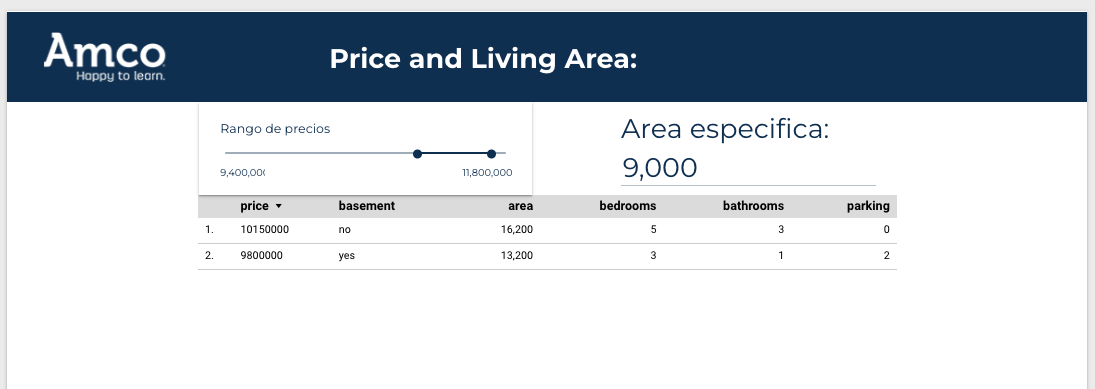 Amco
Happy to learn.
Price and Living Area:
Rango de precios
9,400,000
11,800,000
Area especifica:
9,000
price basement area bedrooms bathrooms parking
1. 10150000 no 16,200 5 3 0
2. 9800000 yes 13,200 3 1 2